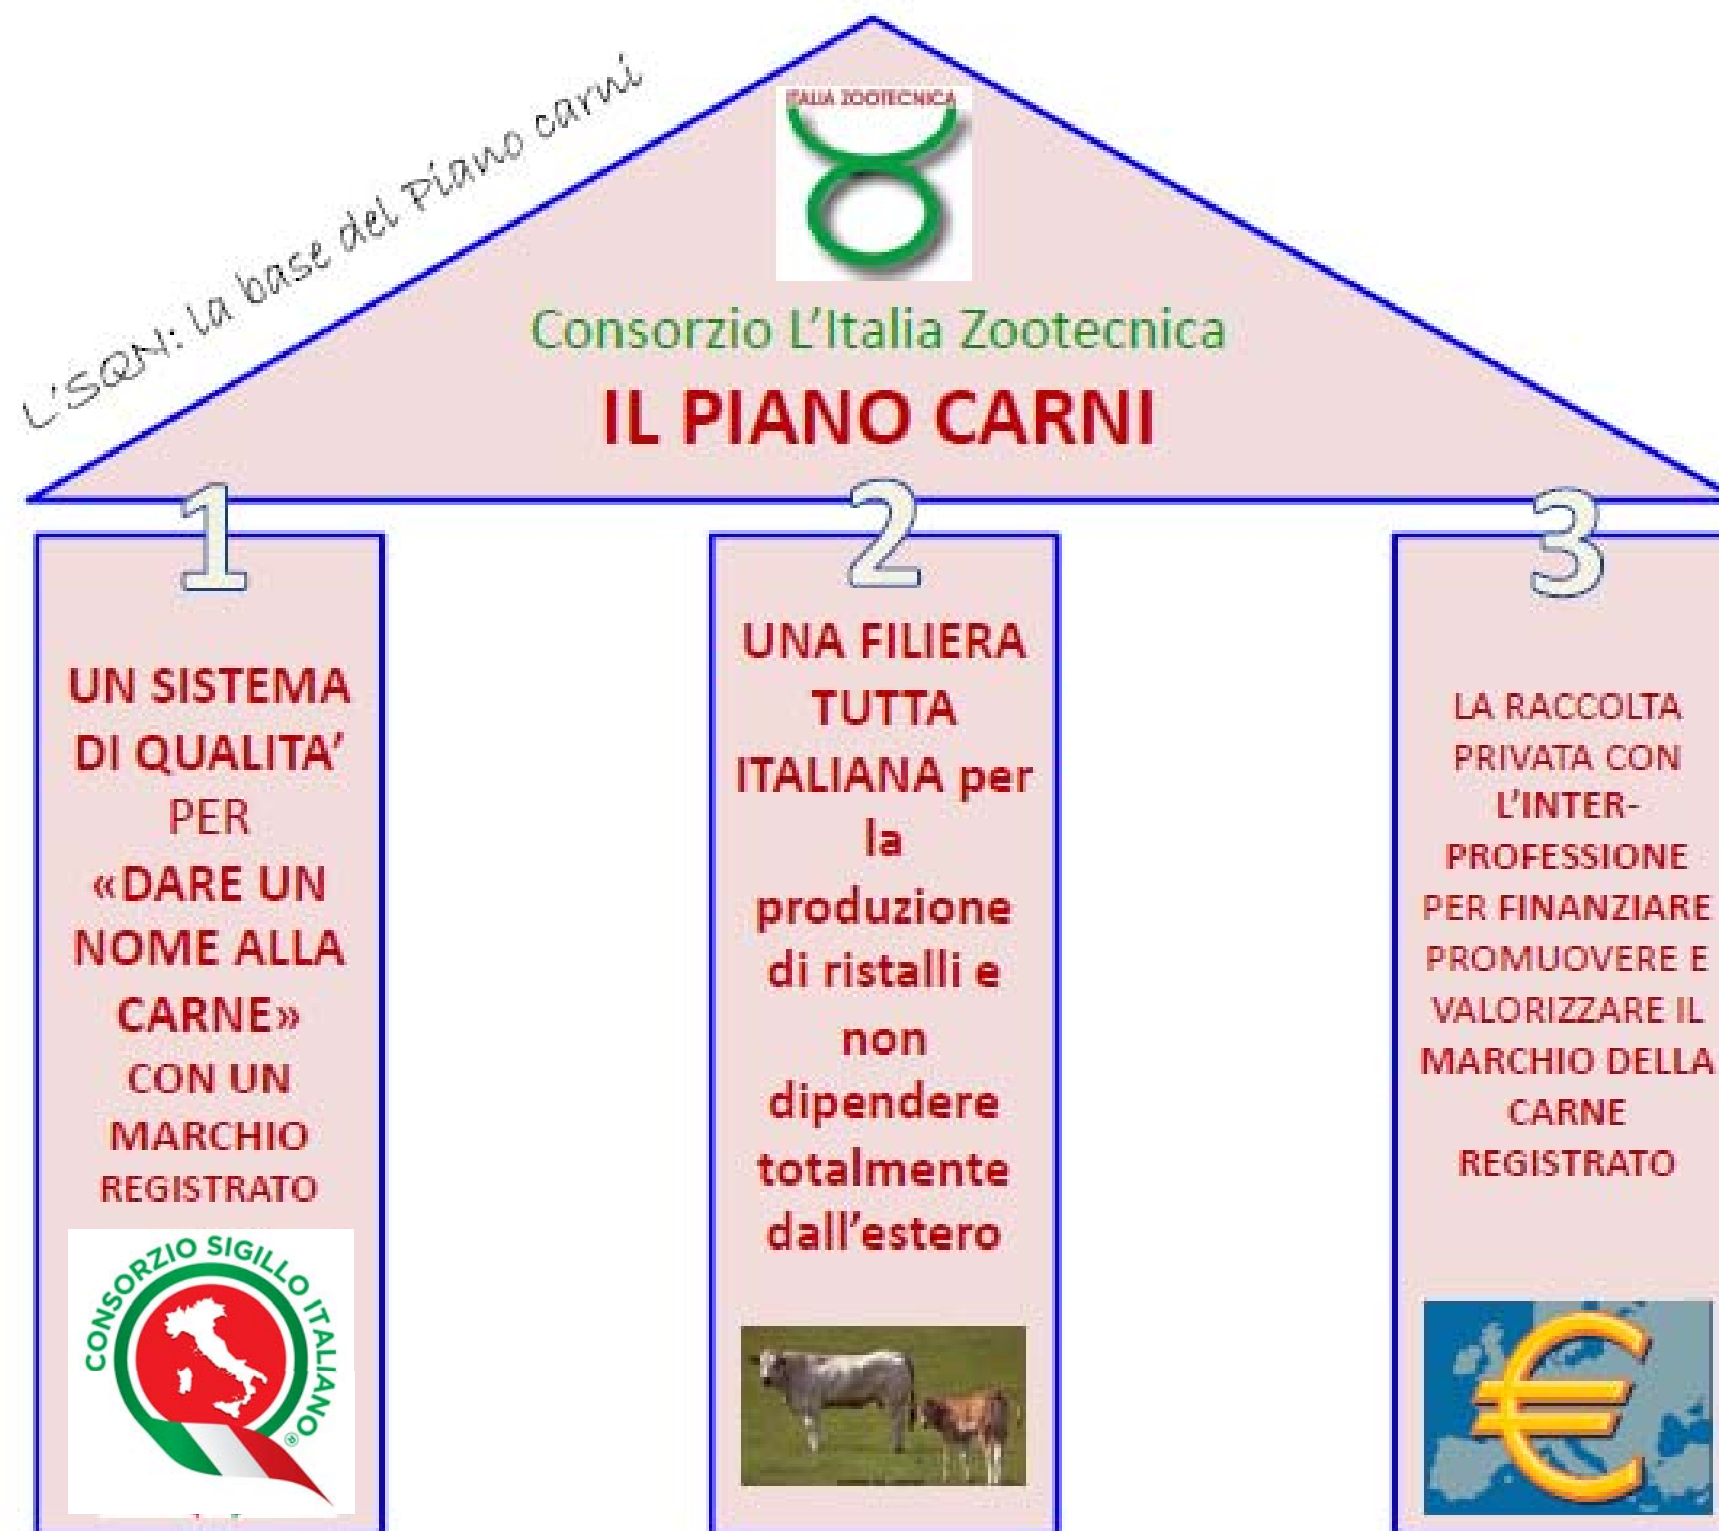 L'SQN: la base del Piano carni
ITALIA ZOOTECNICA
Consorzio L'Italia Zootecnica
IL PIANO CARNI
1
UN SISTEMA
DI QUALITA'
PER
«DARE UN
NOME ALLA
CARNE»
CON UN
MARCHIO
REGISTRATO
CONSORZIO SIGILLO ITALIANO®
2
UNA FILIERA
TUTTA
ITALIANA per
la
produzione
di ristalli e
non
dipendere
totalmente
dall'estero
3
LA RACCOLTA
PRIVATA CON
L'INTER-
PROFESSIONE
PER FINANZIARE
PROMUOVERE E
VALORIZZARE IL
MARCHIO DELLA
CARNE
REGISTRATO
€